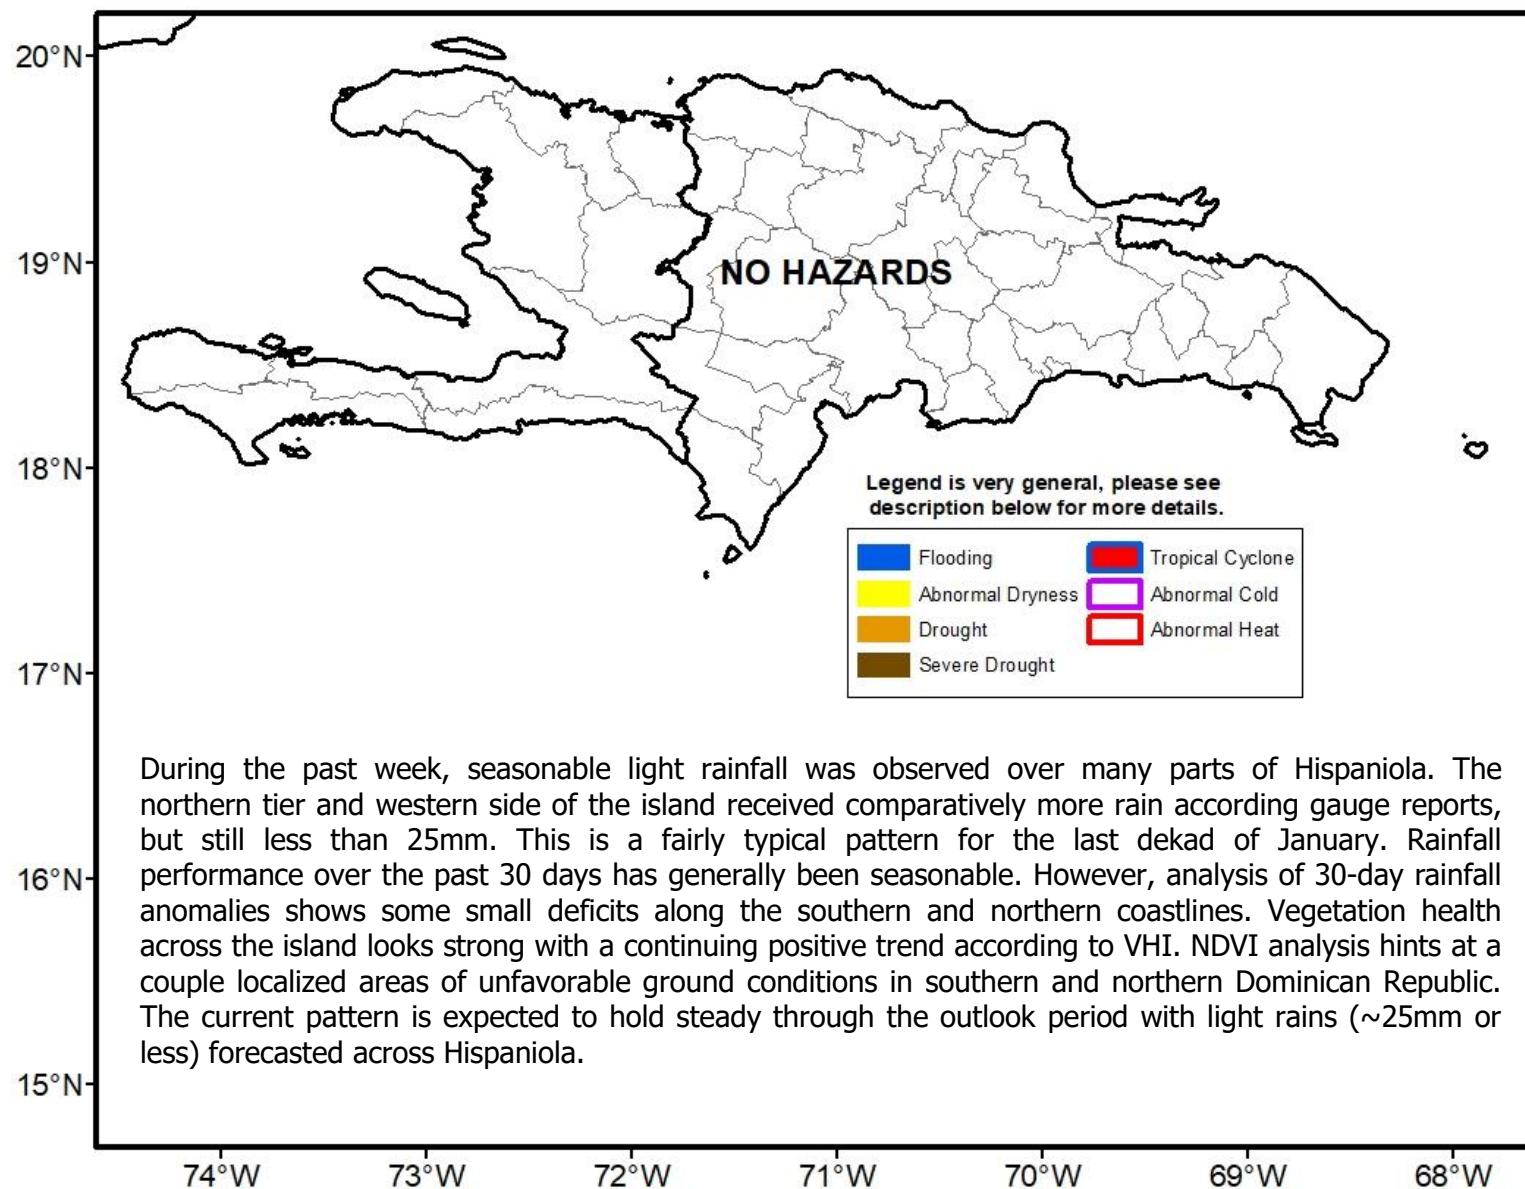 20°N
19°N
NO HAZARDS
18°N
Legend is very general, please see
description below for more details.
Flooding
Tropical Cyclone
Abnormal Dryness
Abnormal Cold
Drought
Abnormal Heat
Severe Drought
17°N
During the past week, seasonable light rainfall was observed over many parts of Hispaniola. The
northern tier and western side of the island received comparatively more rain according gauge reports,
but still less than 25mm. This is a fairly typical pattern for the last dekad of January. Rainfall
performance over the past 30 days has generally been seasonable. However, analysis of 30-day rainfall
anomalies shows some small deficits along the southern and northern coastlines. Vegetation health
across the island looks strong with a continuing positive trend according to VHI. NDVI analysis hints at a
couple localized areas of unfavorable ground conditions in southern and northern Dominican Republic.
The current pattern is expected to hold steady through the outlook period with light rains (~25mm or
less) forecasted across Hispaniola.
16°N
15°N
74°W
73°W
72°W
71°W
70°W
69°W
68°W